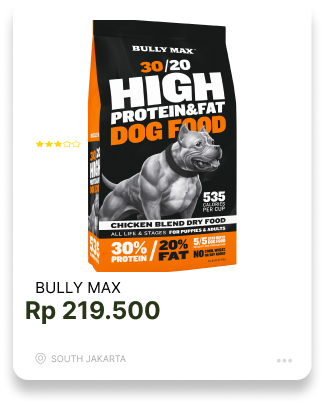 BULLY MAX
30/20
HIGH
PROTEIN&FAT
DOG FOOD
535
CALORIES
PER CUP
CHICKEN BLEND DRY FOOD
ALL LIFE & STAGES FOR PUPPIES & ADULTS
30%
PROTEIN
20%
FAT
5/5
NO
535
BULLY MAX
Rp 219.500
SOUTH JAKARTA